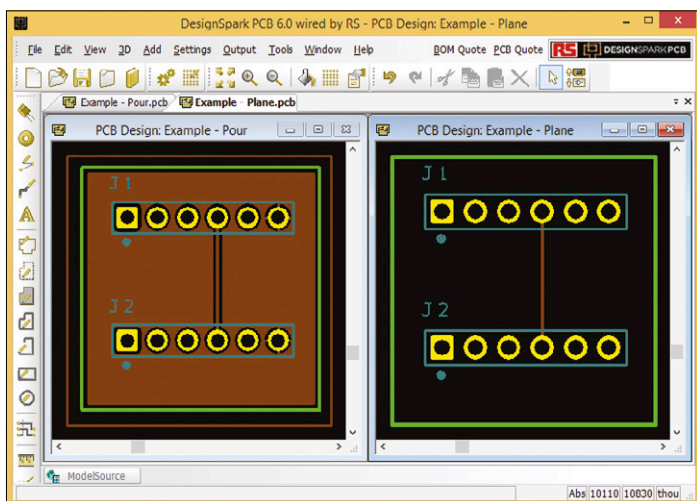 DesignSpark PCB 6.0 wired by RS - PCB Design: Example - Plane
File Edit View 3D Add Settings Output Tools Window Help BOM Quote PCB Quote RS DESIGNSPARKPCB
Example - Pour.pcb Example - Plane.pcb
PCB Design: Example - Pour
J1
J2
PCB Design: Example - Plane
J1
J2
ModelSource
Abs 10110 10830 thou